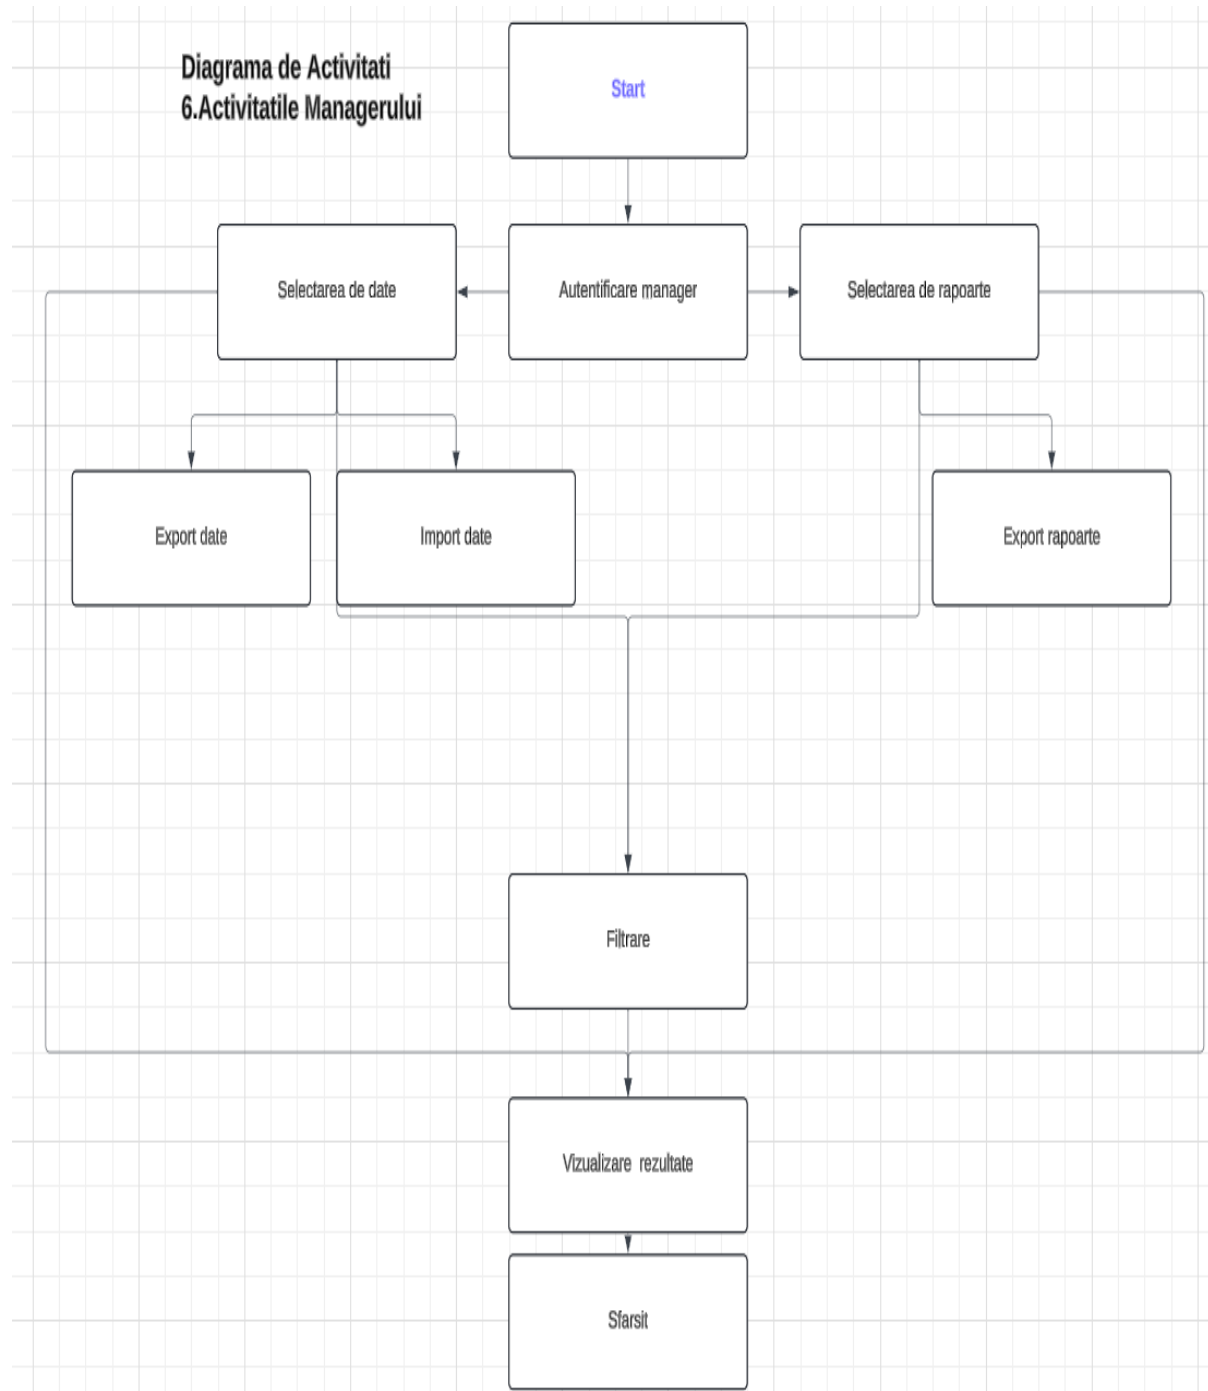 Diagrama de Activitati
6.Activitatile Managerului
Start
Selectarea de date
Autentificare manager
Selectarea de rapoarte
Export date
Import date
Export rapoarte
Filtrare
Vizualizare rezultate
Sfarsit